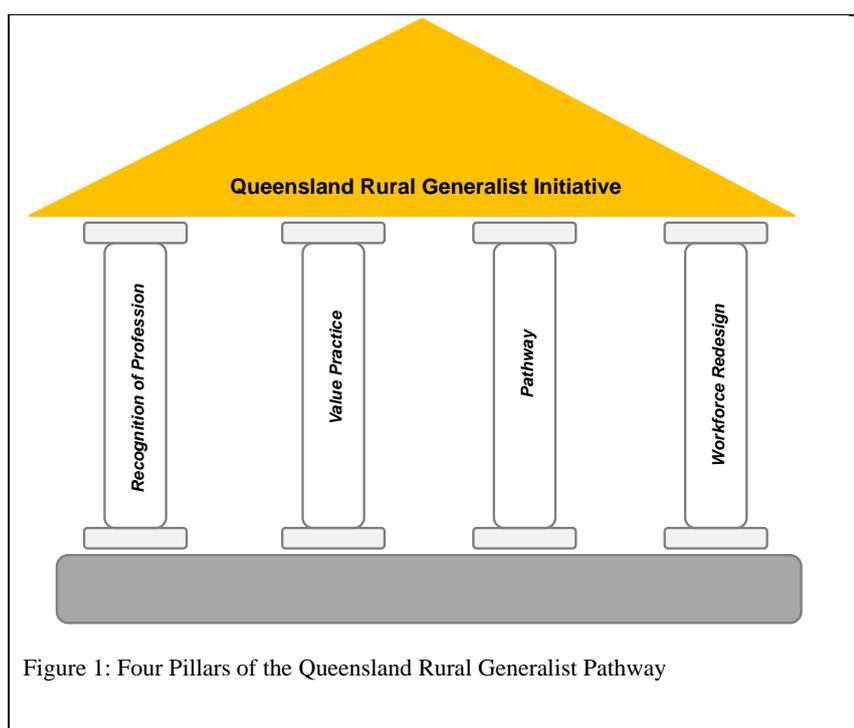 Queensland Rural Generalist Initiative
Recognition of Profession
Value Practice
Pathway
Workforce Redesign
Figure 1: Four Pillars of the Queensland Rural Generalist Pathway